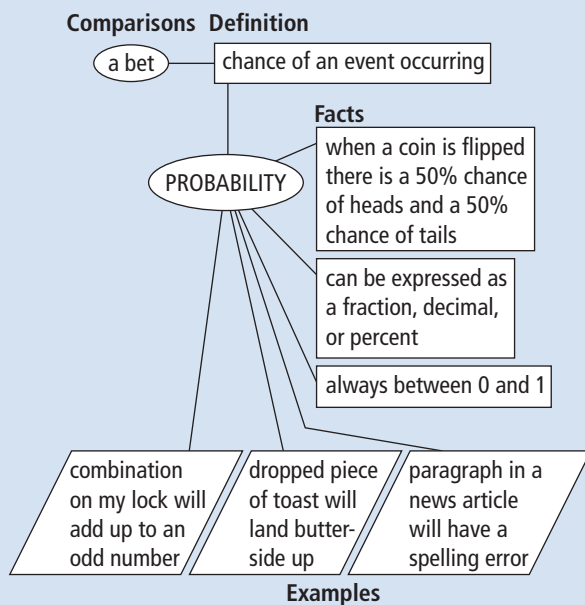 Comparisons Definition
a bet
chance of an event occurring
PROBABILITY
Facts
when a coin is flipped
there is a 50% chance
of heads and a 50%
chance of tails
can be expressed as
a fraction, decimal,
or percent
always between 0 and 1
combination
on my lock will
add up to an
odd number
dropped piece
of toast will
land butter-
side up
paragraph in a
news article
will have a
spelling error
Examples